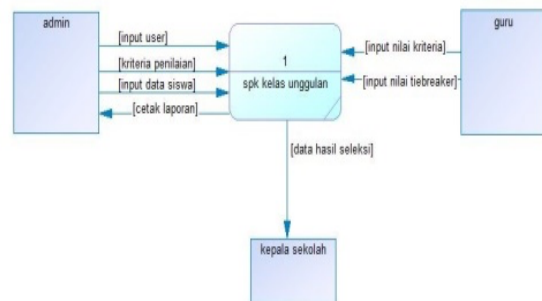 admin
[input user]
[kriteria penilaian]
[input data siswa]
[cetak laporan]
1
spk kelas unggulan
[input nilai kriteria]
[input nilai tiebreaker]
guru
[data hasil seleksi]
kepala sekolah